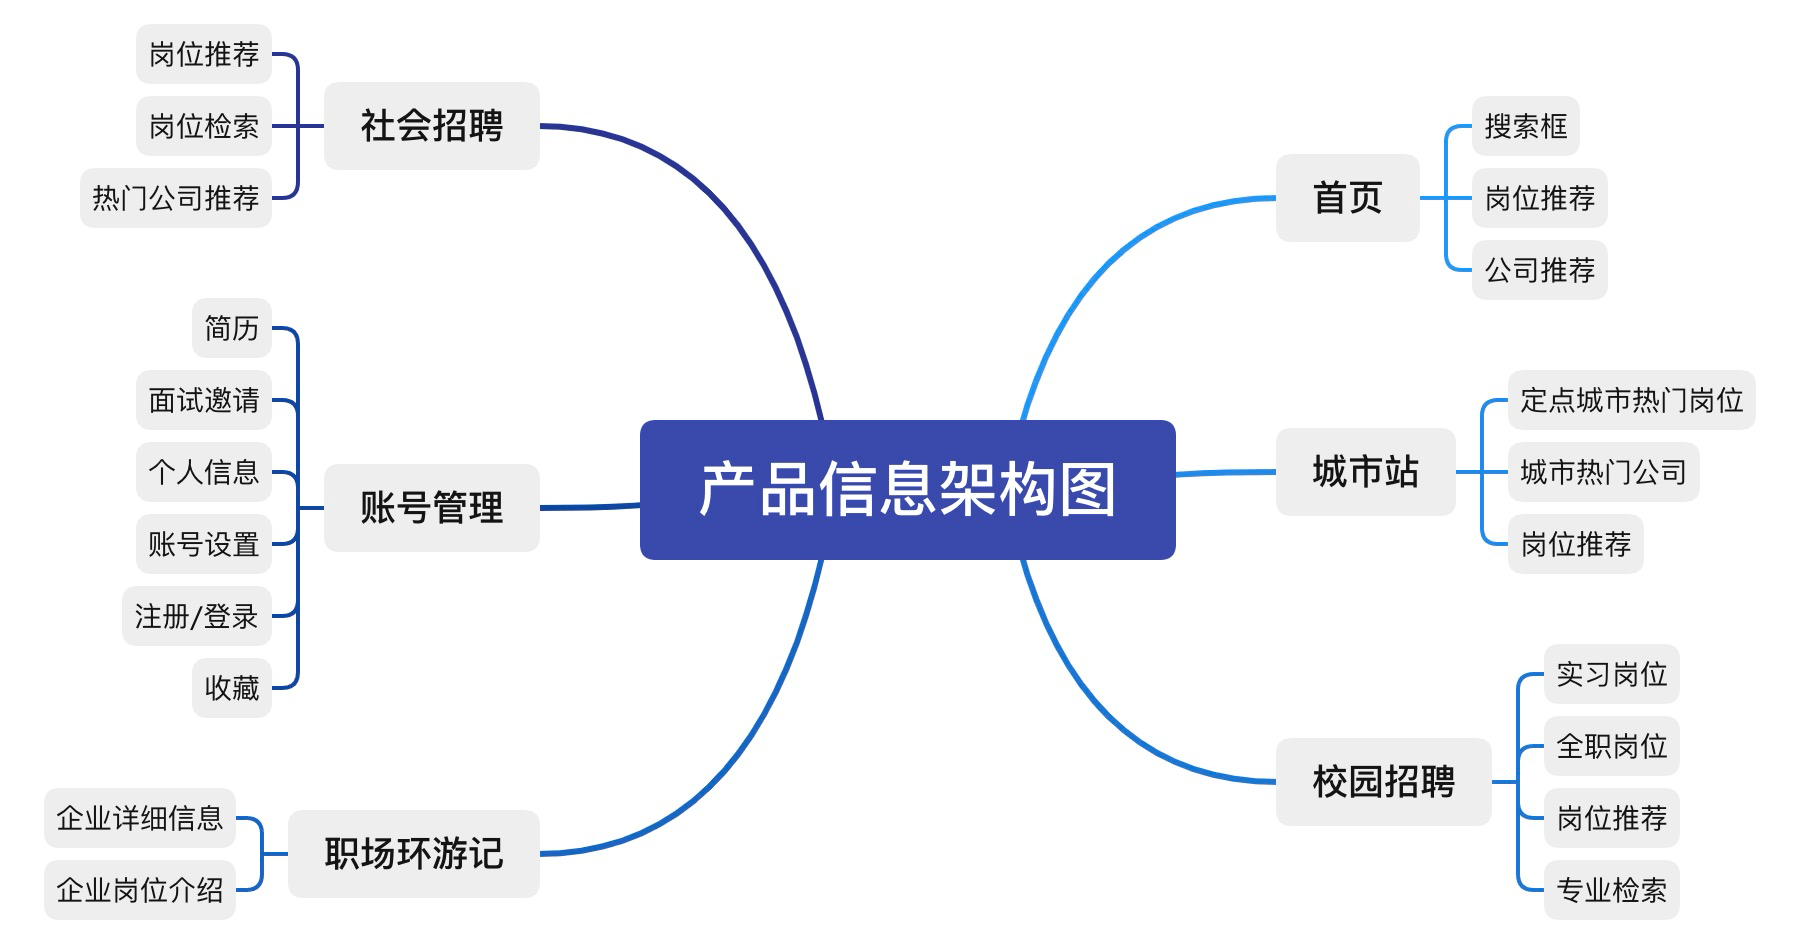 产品信息架构图
首页
搜索框
岗位推荐
公司推荐
城市站
定点城市热门岗位
城市热门公司
岗位推荐
校园招聘
实习岗位
全职岗位
岗位推荐
专业检索
社会招聘
岗位推荐
岗位检索
热门公司推荐
账号管理
简历
面试邀请
个人信息
账号设置
注册/登录
收藏
职场环游记
企业详细信息
企业岗位介绍